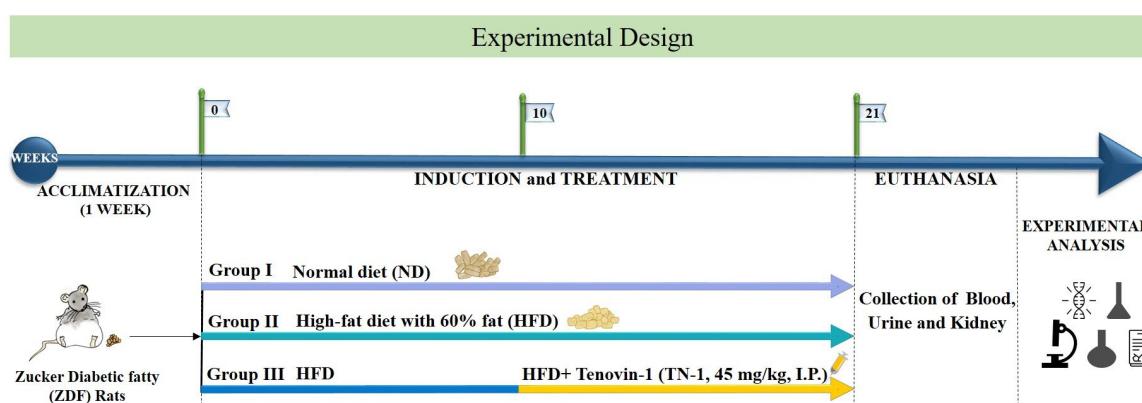 Experimental Design
0
10
21
WEEKS
ACCLIMATIZATION
(1 WEEK)
INDUCTION and TREATMENT
EUTHANASIA
EXPERIMENTAL
ANALYSIS
Group I Normal diet (ND)
Group II High-fat diet with 60% fat (HFD)
Group III HFD HFD+ Tenovin-1 (TN-1, 45 mg/kg, I.P.)
Collection of Blood,
Urine and Kidney
Zucker Diabetic fatty
(ZDF) Rats